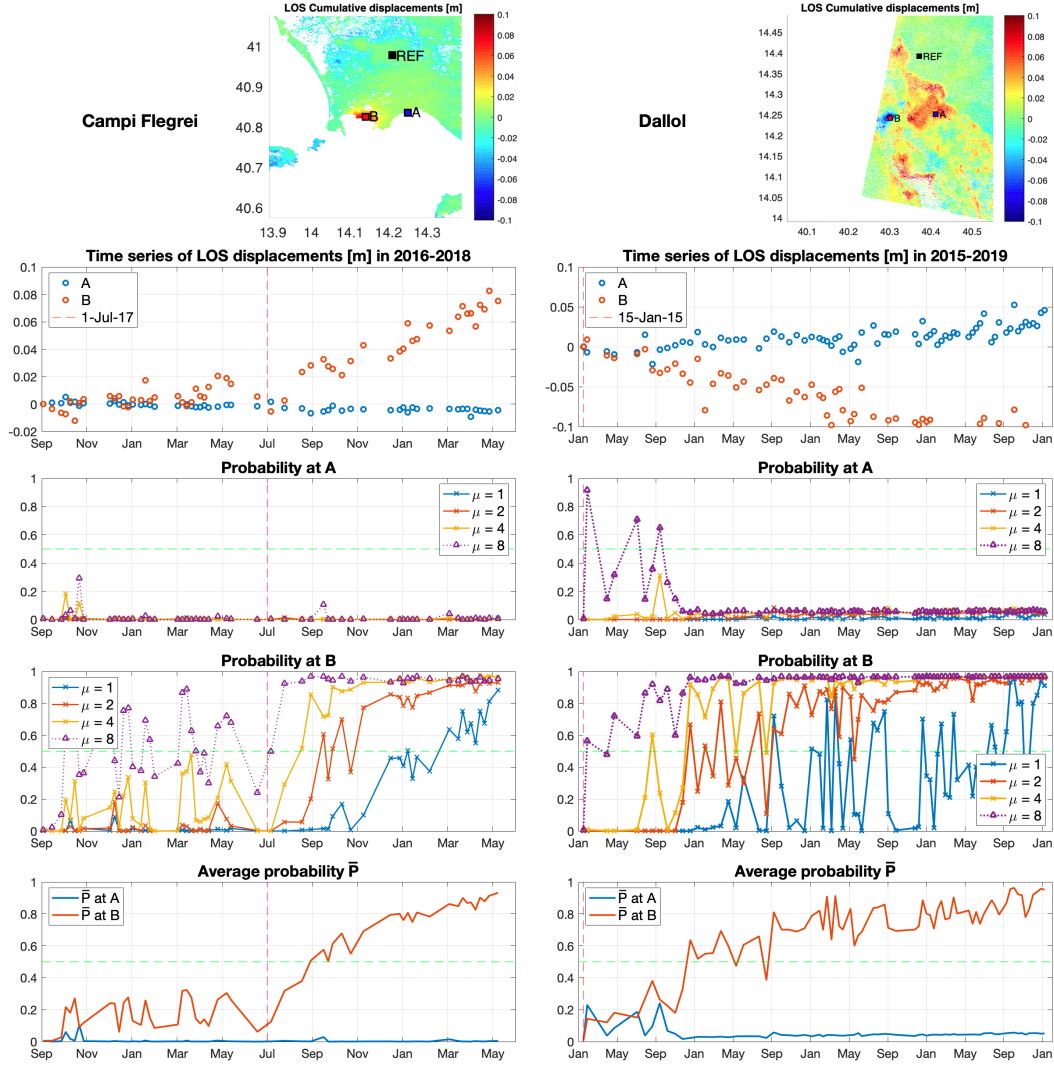 LOS Cumulative displacements [m]
41
40.9
40.8
40.7
40.6
13.9 14 14.1 14.2 14.3
REF
B
A
0.1
0.08
0.06
0.04
0.02
0
-0.02
-0.04
-0.06
-0.08
-0.1
Campi Flegrei
LOS Cumulative displacements [m]
14.45
14.4
14.35
14.3
14.25
14.2
14.15
14.1
14.05
14
40.1 40.2 40.3 40.4 40.5
REF
B
A
0.1
0.08
0.06
0.04
0.02
0
-0.02
-0.04
-0.06
-0.08
-0.1
Dallol
Time series of LOS displacements [m] in 2016-2018
0.1
0.08
0.06
0.04
0.02
0
-0.02
A
B
1-Jul-17
Sep Nov Jan Mar May Jul Sep Nov Jan Mar May
Time series of LOS displacements [m] in 2015-2019
0.1
0.05
0
-0.05
-0.1
A
B
15-Jan-15
Jan May Sep Jan May Sep Jan May Sep Jan May Sep Jan
Probability at A
1
0.8
0.6
0.4
0.2
0
μ = 1
μ = 2
μ = 4
μ = 8
Sep Nov Jan Mar May Jul Sep Nov Jan Mar May
Probability at A
1
0.8
0.6
0.4
0.2
0
μ = 1
μ = 2
μ = 4
μ = 8
Jan May Sep Jan May Sep Jan May Sep Jan May Sep Jan
Probability at B
1
0.8
0.6
0.4
0.2
0
μ = 1
μ = 2
μ = 4
μ = 8
Sep Nov Jan Mar May Jul Sep Nov Jan Mar May
Probability at B
1
0.8
0.6
0.4
0.2
0
μ = 1
μ = 2
μ = 4
μ = 8
Jan May Sep Jan May Sep Jan May Sep Jan May Sep Jan
Average probability P̅
1
0.8
0.6
0.4
0.2
0
P̅ at A
P̅ at B
Sep Nov Jan Mar May Jul Sep Nov Jan Mar May
Average probability P̅
1
0.8
0.6
0.4
0.2
0
P̅ at A
P̅ at B
Jan May Sep Jan May Sep Jan May Sep Jan May Sep Jan